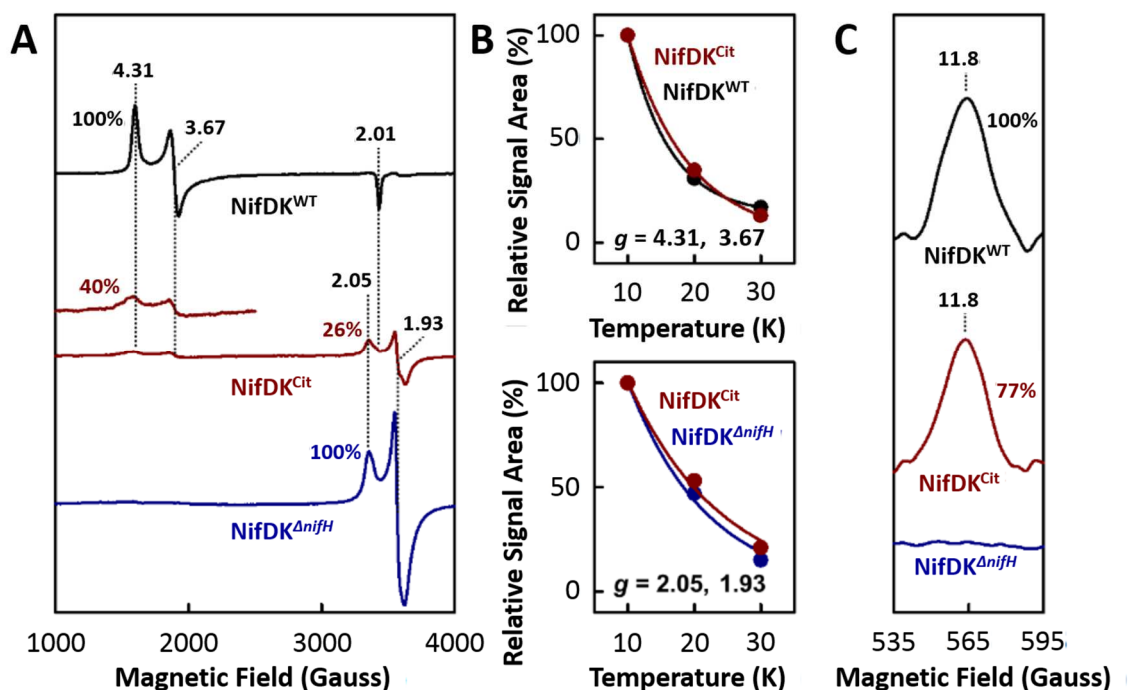 A
4.31
100%
3.67
2.01
NifDK^WT
40%
2.05
26%
1.93
NifDK^Cit
100%
NifDK^ΔnifH
1000 2000 3000 4000
Magnetic Field (Gauss)
B
Relative Signal Area (%)
100
50
0
NifDK^Cit
NifDK^WT
g = 4.31, 3.67
10 20 30
Temperature (K)
Relative Signal Area (%)
100
50
0
NifDK^Cit
NifDK^ΔnifH
g = 2.05, 1.93
10 20 30
Temperature (K)
C
11.8
100%
NifDK^WT
11.8
77%
NifDK^Cit
NifDK^ΔnifH
535 565 595
Magnetic Field (Gauss)